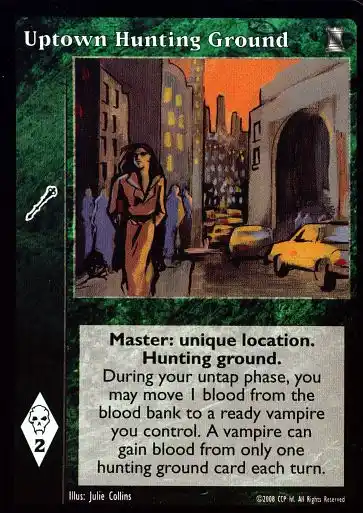 Uptown Hunting Ground
Master: unique location.
Hunting ground.
During your untap phase, you
may move 1 blood from the
blood bank to a ready vampire
you control. A vampire can
gain blood from only one
hunting ground card each turn.
2
Illus: Julie Collins
©2008 CCP hf. All Rights Reserved